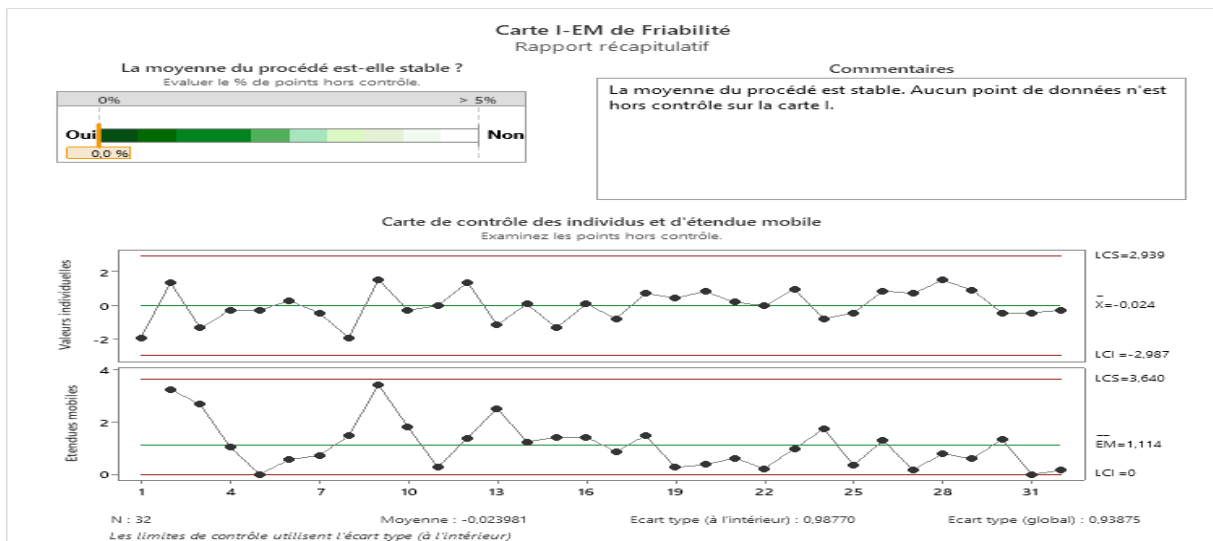 Carte I-EM de Friabilité
Rapport récapitulatif
La moyenne du procédé est-elle stable ?
Evaluer le % de points hors contrôle.
0% > 5%
Oui Non
0,0 %
Commentaires
La moyenne du procédé est stable. Aucun point de données n'est
hors contrôle sur la carte I.
Carte de contrôle des individus et d'étendue mobile
Examinez les points hors contrôle.
Valeurs individuelles
2
0
-2
LCS=2,939
X̄=-0,024
LCI =-2,987
Etendues mobiles
4
2
0
LCS=3,640
E̅M̅=1,114
LCI =0
1 4 7 10 13 16 19 22 25 28 31
N : 32 Moyenne : -0,023981 Ecart type (à l'intérieur) : 0,98770 Ecart type (global) : 0,93875
Les limites de contrôle utilisent l'écart type (à l'intérieur)